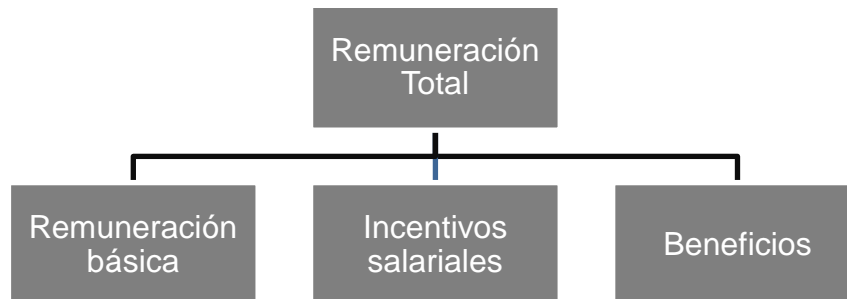 Remuneración
Total
Remuneración
básica
Incentivos
salariales
Beneficios